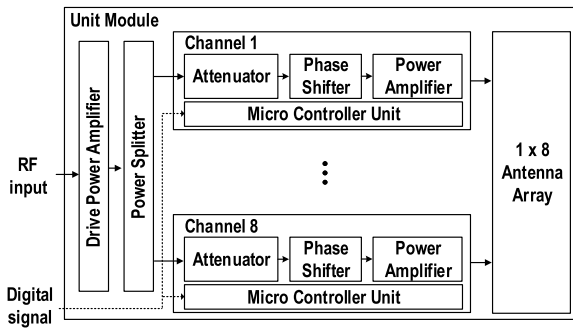 Unit Module
Channel 1
Attenuator
Phase
Shifter
Power
Amplifier
Micro Controller Unit
RF
input
Drive Power Amplifier
Power Splitter
1 x 8
Antenna
Array
Channel 8
Attenuator
Phase
Shifter
Power
Amplifier
Micro Controller Unit
Digital
signal